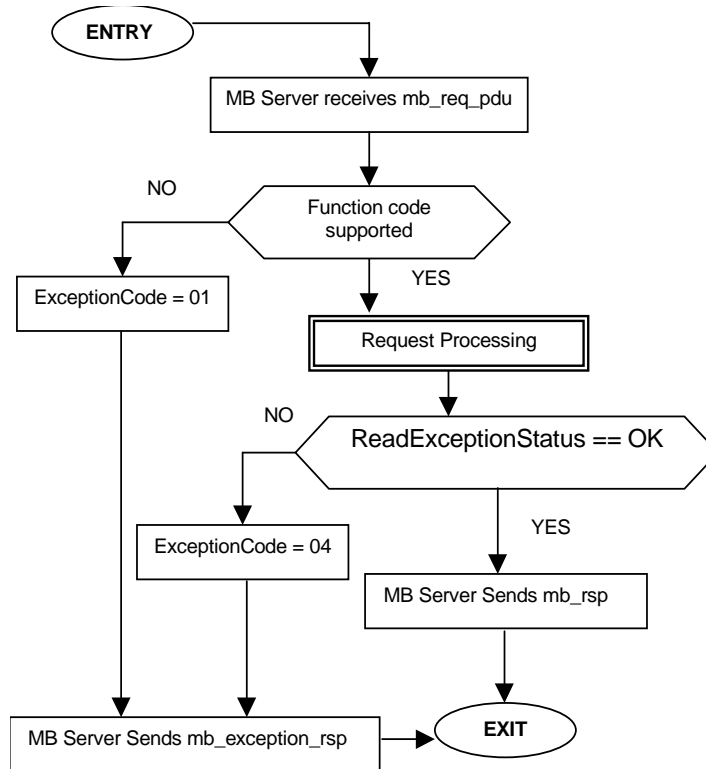 ENTRY
MB Server receives mb_req_pdu
NO
Function code
supported
YES
ExceptionCode = 01
Request Processing
NO
ReadExceptionStatus == OK
YES
ExceptionCode = 04
MB Server Sends mb_rsp
MB Server Sends mb_exception_rsp
EXIT